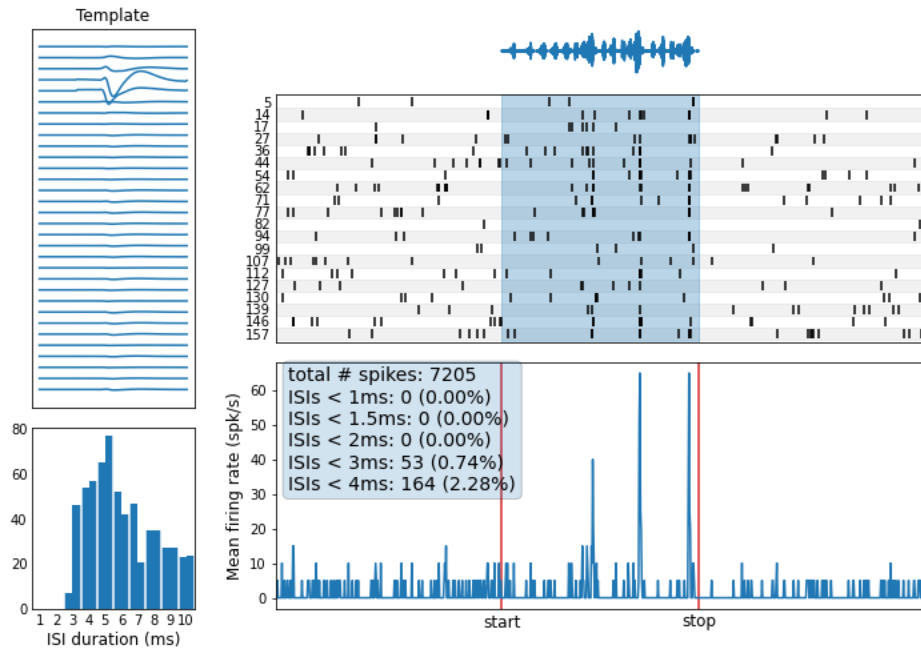 Template
5
14
17
27
36
44
54
62
71
77
82
94
99
107
112
127
130
139
146
157
80
60
40
20
0
1 2 3 4 5 6 7 8 9 10
ISI duration (ms)
Mean firing rate (spk/s)
60
50
40
30
20
10
0
total # spikes: 7205
ISIs < 1ms: 0 (0.00%)
ISIs < 1.5ms: 0 (0.00%)
ISIs < 2ms: 0 (0.00%)
ISIs < 3ms: 53 (0.74%)
ISIs < 4ms: 164 (2.28%)
start stop